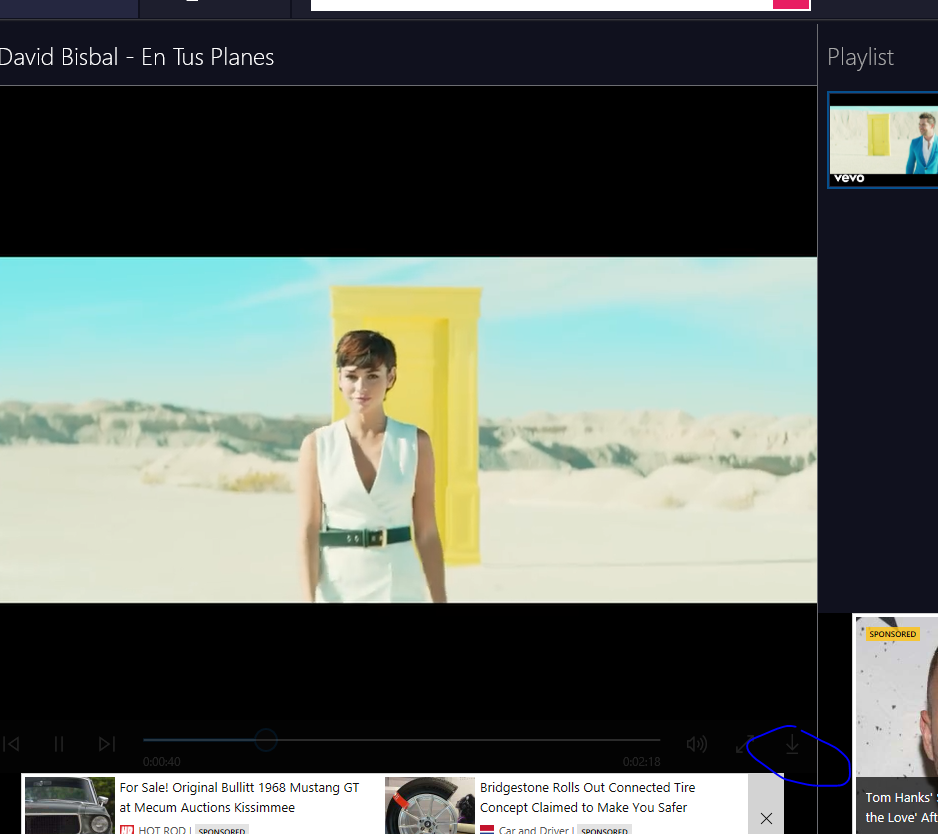 David Bisbal - En Tus Planes
Playlist
vevo
SPONSORED
0:00:40
0:02:18
For Sale! Original Bullitt 1968 Mustang GT
at Mecum Auctions Kissimmee
HOT ROD | SPONSORED
Bridgestone Rolls Out Connected Tire
Concept Claimed to Make You Safer
Car and Driver | SPONSORED
Tom Hanks'
the Love' Aft